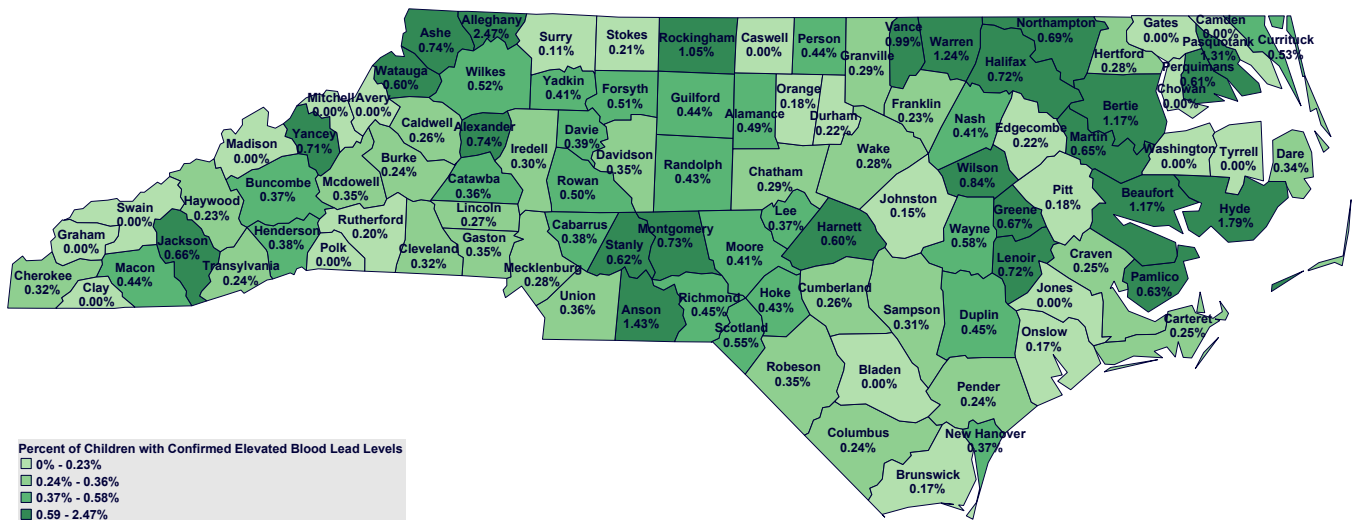 Ashe
0.74%
Alleghany
2.47%
Surry
0.11%
Stokes
0.21%
Rockingham
1.05%
Caswell
0.00%
Person
0.44%
Granville
0.29%
Vance
0.99%
Warren
1.24%
Northampton
0.69%
Halifax
0.72%
Hertford
0.28%
Gates
0.00%
Camden
0.00%
Pasquotank
1.31%
Currituck
0.53%
Perquimans
0.61%
Chowan
0.00%
Watauga
0.60%
Wilkes
0.52%
Yadkin
0.41%
Forsyth
0.51%
Guilford
0.44%
Alamance
0.49%
Orange
0.18%
Durham
0.22%
Franklin
0.23%
Nash
0.41%
Edgecombe
0.22%
Bertie
1.17%
Martin
0.65%
Washington
0.00%
Tyrrell
0.00%
Dare
0.34%
Mitchell
0.00%
Avery
0.00%
Yancey
0.71%
Madison
0.00%
Caldwell
0.26%
Alexander
0.74%
Iredell
0.30%
Davie
0.39%
Davidson
0.35%
Randolph
0.43%
Chatham
0.29%
Wake
0.28%
Wilson
0.84%
Pitt
0.18%
Beaufort
1.17%
Hyde
1.79%
Burke
0.24%
Mcdowell
0.35%
Buncombe
0.37%
Haywood
0.23%
Swain
0.00%
Graham
0.00%
Catawba
0.36%
Rowan
0.50%
Lincoln
0.27%
Rutherford
0.20%
Henderson
0.38%
Polk
0.00%
Cleveland
0.32%
Gaston
0.35%
Jackson
0.66%
Transylvania
0.24%
Macon
0.44%
Cherokee
0.32%
Clay
0.00%
Mecklenburg
0.28%
Cabarrus
0.38%
Stanly
0.62%
Montgomery
0.73%
Moore
0.41%
Lee
0.37%
Harnett
0.60%
Johnston
0.15%
Wayne
0.58%
Greene
0.67%
Lenoir
0.72%
Craven
0.25%
Pamlico
0.63%
Jones
0.00%
Carteret
0.25%
Union
0.36%
Anson
1.43%
Richmond
0.45%
Scotland
0.55%
Hoke
0.43%
Cumberland
0.26%
Sampson
0.31%
Duplin
0.45%
Onslow
0.17%
Robeson
0.35%
Bladen
0.00%
Pender
0.24%
Columbus
0.24%
New Hanover
0.37%
Brunswick
0.17%
Percent of Children with Confirmed Elevated Blood Lead Levels
0% - 0.23%
0.24% - 0.36%
0.37% - 0.58%
0.59 - 2.47%